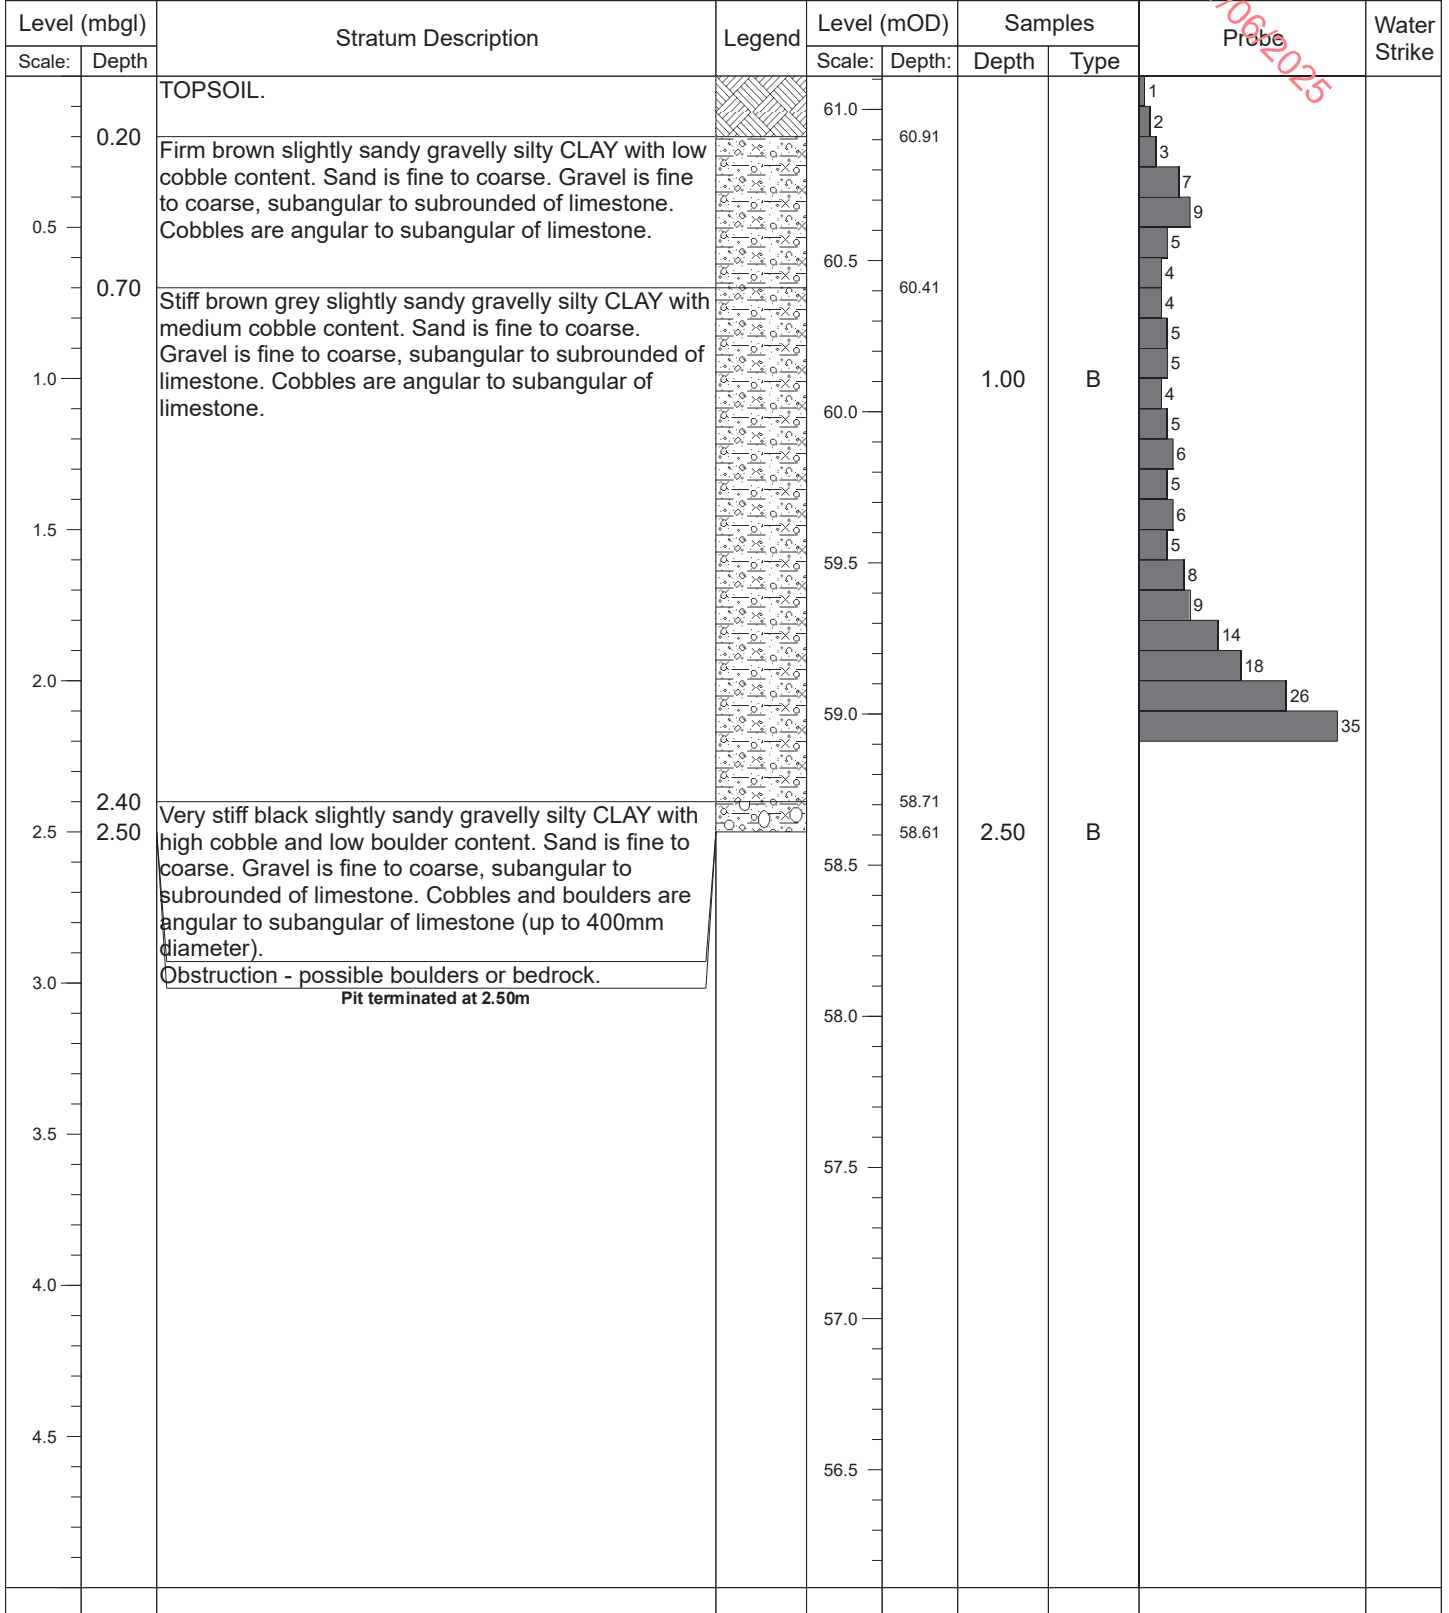 Level (mbgl)
Stratum Description
Legend
Level (mOD)
Samples
Probe
Water
Strike
Scale:
Depth
Scale:
Depth:
Depth
Type
/06/2025
TOPSOIL.
0.20
60.91
Firm brown slightly sandy gravelly silty CLAY with low
cobble content. Sand is fine to coarse. Gravel is fine
to coarse, subangular to subrounded of limestone.
Cobbles are angular to subangular of limestone.
0.70
60.41
Stiff brown grey slightly sandy gravelly silty CLAY with
medium cobble content. Sand is fine to coarse.
Gravel is fine to coarse, subangular to subrounded of
limestone. Cobbles are angular to subangular of
limestone.
1.00
B
2.40
58.71
2.50
58.61
2.50
B
Very stiff black slightly sandy gravelly silty CLAY with
high cobble and low boulder content. Sand is fine to
coarse. Gravel is fine to coarse, subangular to
subrounded of limestone. Cobbles and boulders are
angular to subangular of limestone (up to 400mm
diameter).
Obstruction - possible boulders or bedrock.
Pit terminated at 2.50m
0.5
1.0
1.5
2.0
2.5
3.0
3.5
4.0
4.5
61.0
60.5
60.0
59.5
59.0
58.5
58.0
57.5
57.0
56.5
1
2
3
7
9
5
4
4
5
5
4
5
6
5
6
5
8
9
14
18
26
35